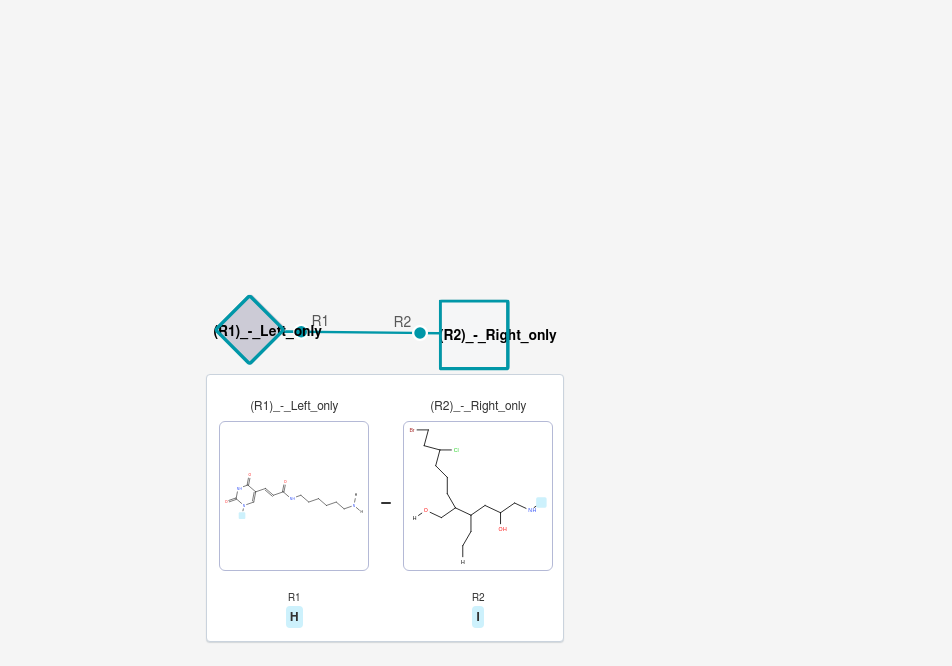 R1
R2
(R1)_-_Left_only
(R2)_-_Right_only
(R1)_-_Left_only
(R2)_-_Right_only
Br
Cl
O
H
OH
NH
H
O
O
NH
O
N
NH
H
N
H
–
R1
R2
H
I